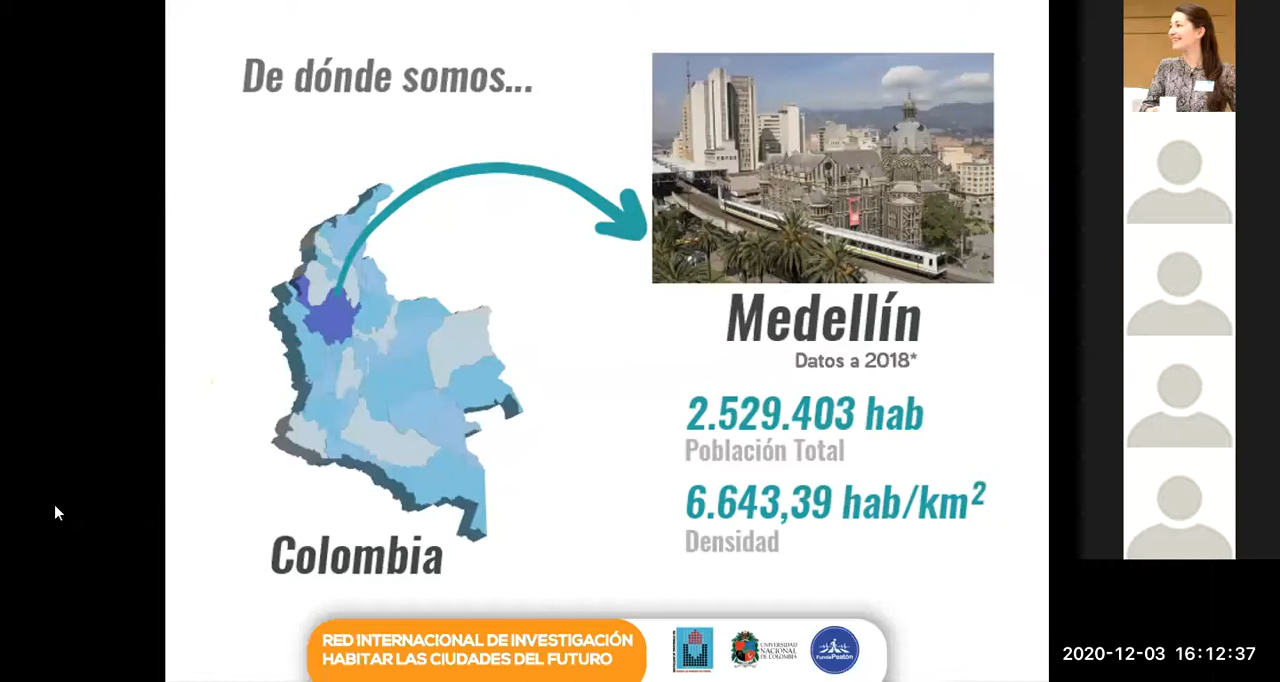 De dónde somos...
Medellín
Datos a 2018*
2.529.403 hab
Población Total
6.643,39 hab/km²
Densidad
Colombia
RED INTERNACIONAL DE INVESTIGACIÓN
HABITAR LAS CIUDADES DEL FUTURO
UNIVERSIDAD
NACIONAL
DE COLOMBIA
FundaPeatón
2020-12-03 16:12:37